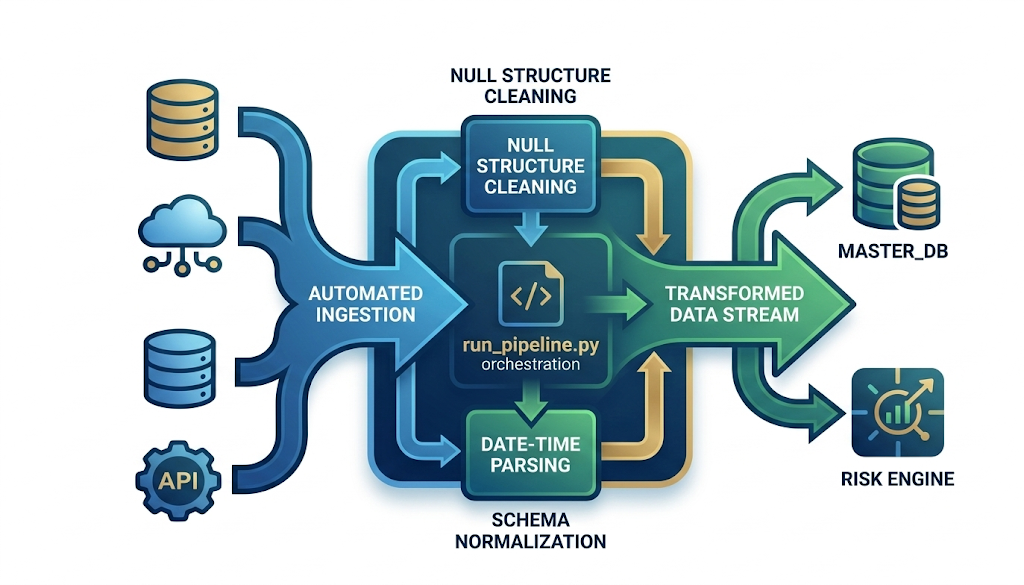 NULL STRUCTURE
CLEANING
NULL
STRUCTURE
CLEANING
API
AUTOMATED
INGESTION
</>
run_pipeline.py
orchestration
TRANSFORMED
DATA STREAM
MASTER_DB
DATE-TIME
PARSING
RISK ENGINE
SCHEMA
NORMALIZATION